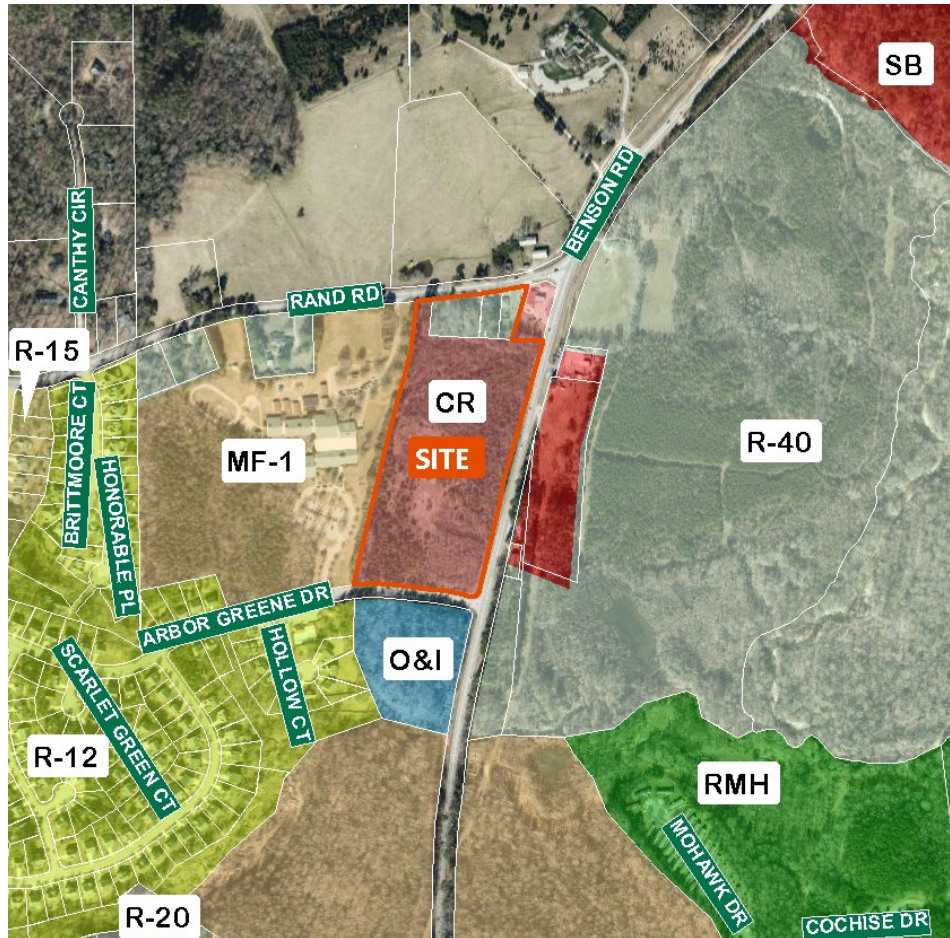 SB
BENSON RD
CANTHY CIR
RAND RD
R-15
CR
SITE
BRITTMOORE CT
MF-1
R-40
HONORABLE PL
ARBOR GREENE DR
HOLLOW CT
O&I
SCARLET GREEN CT
R-12
RMH
MOHAWK DR
R-20
COCHISE DR